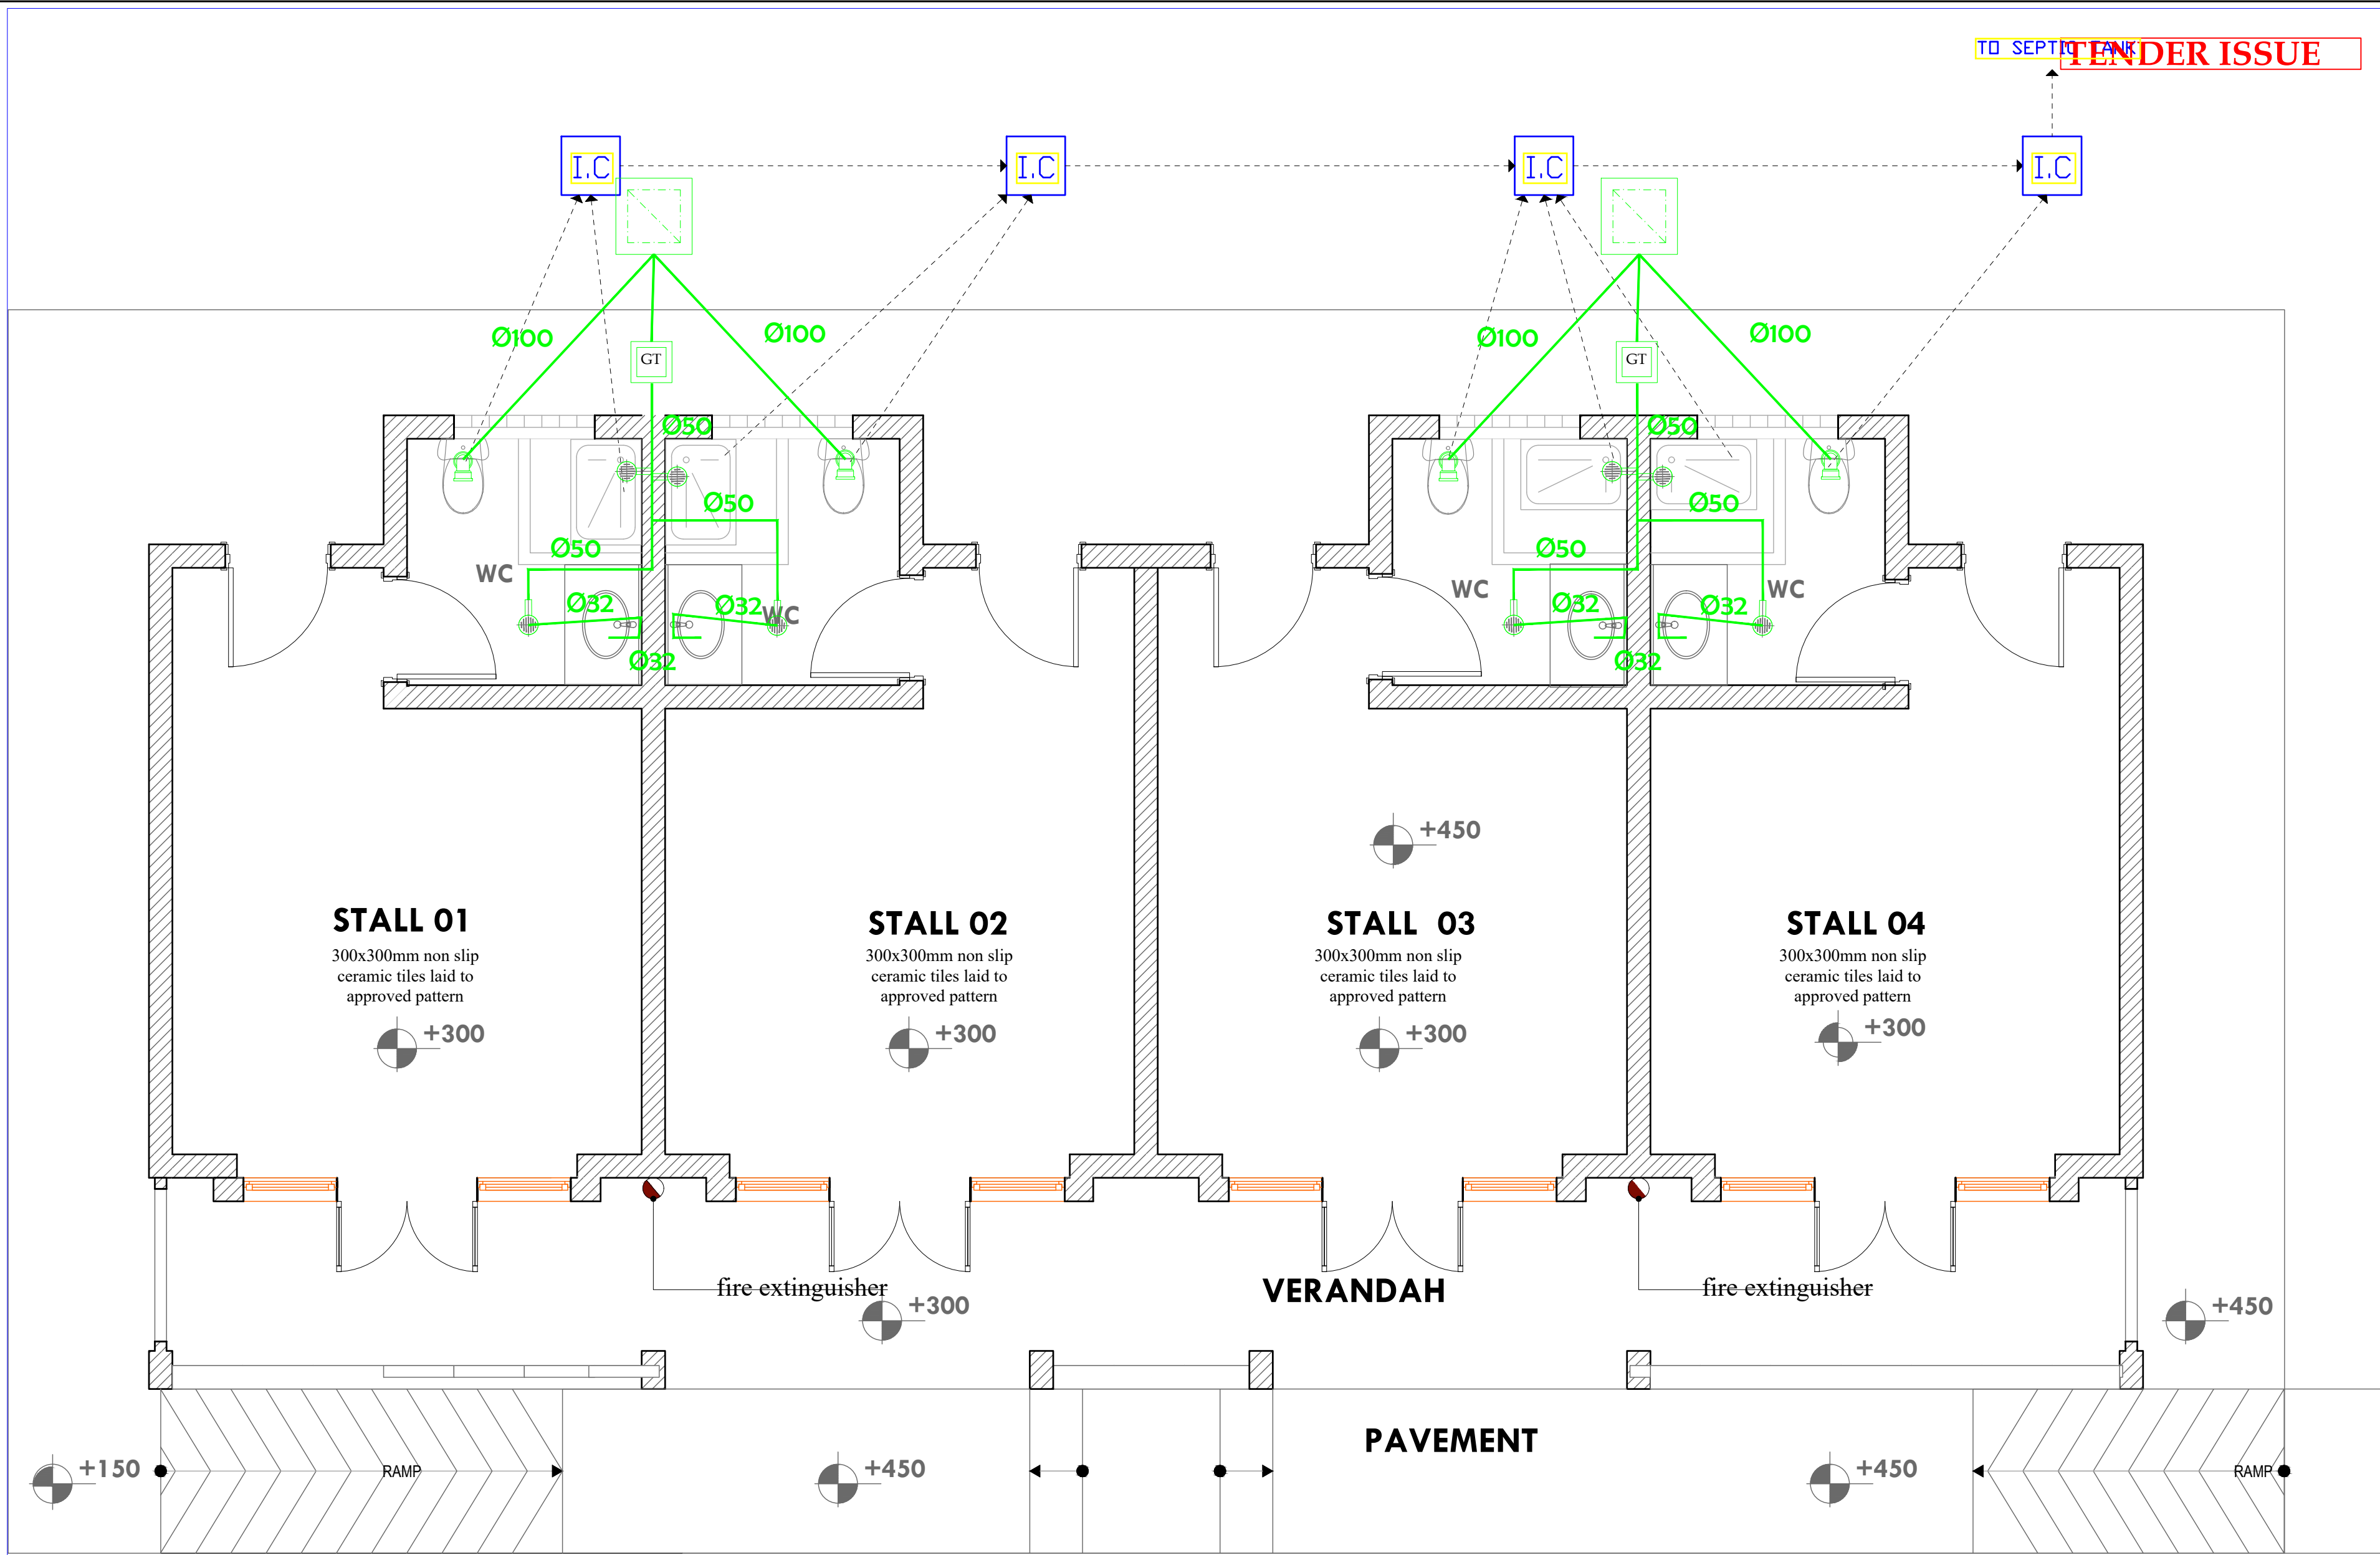 TO SEPTIC TANK
TENDER ISSUE
I.C
I.C
I.C
I.C
Ø100
Ø100
Ø100
Ø100
GT
GT
Ø50
Ø50
Ø50
Ø50
Ø50
Ø50
WC
WC
WC
WC
Ø32
Ø32
Ø32
Ø32
Ø32
Ø32
+450
STALL 01
STALL 02
STALL 03
STALL 04
300x300mm non slip
ceramic tiles laid to
approved pattern
300x300mm non slip
ceramic tiles laid to
approved pattern
300x300mm non slip
ceramic tiles laid to
approved pattern
300x300mm non slip
ceramic tiles laid to
approved pattern
+300
+300
+300
+300
fire extinguisher
VERANDAH
fire extinguisher
+300
+450
PAVEMENT
+150
RAMP
+450
+450
RAMP